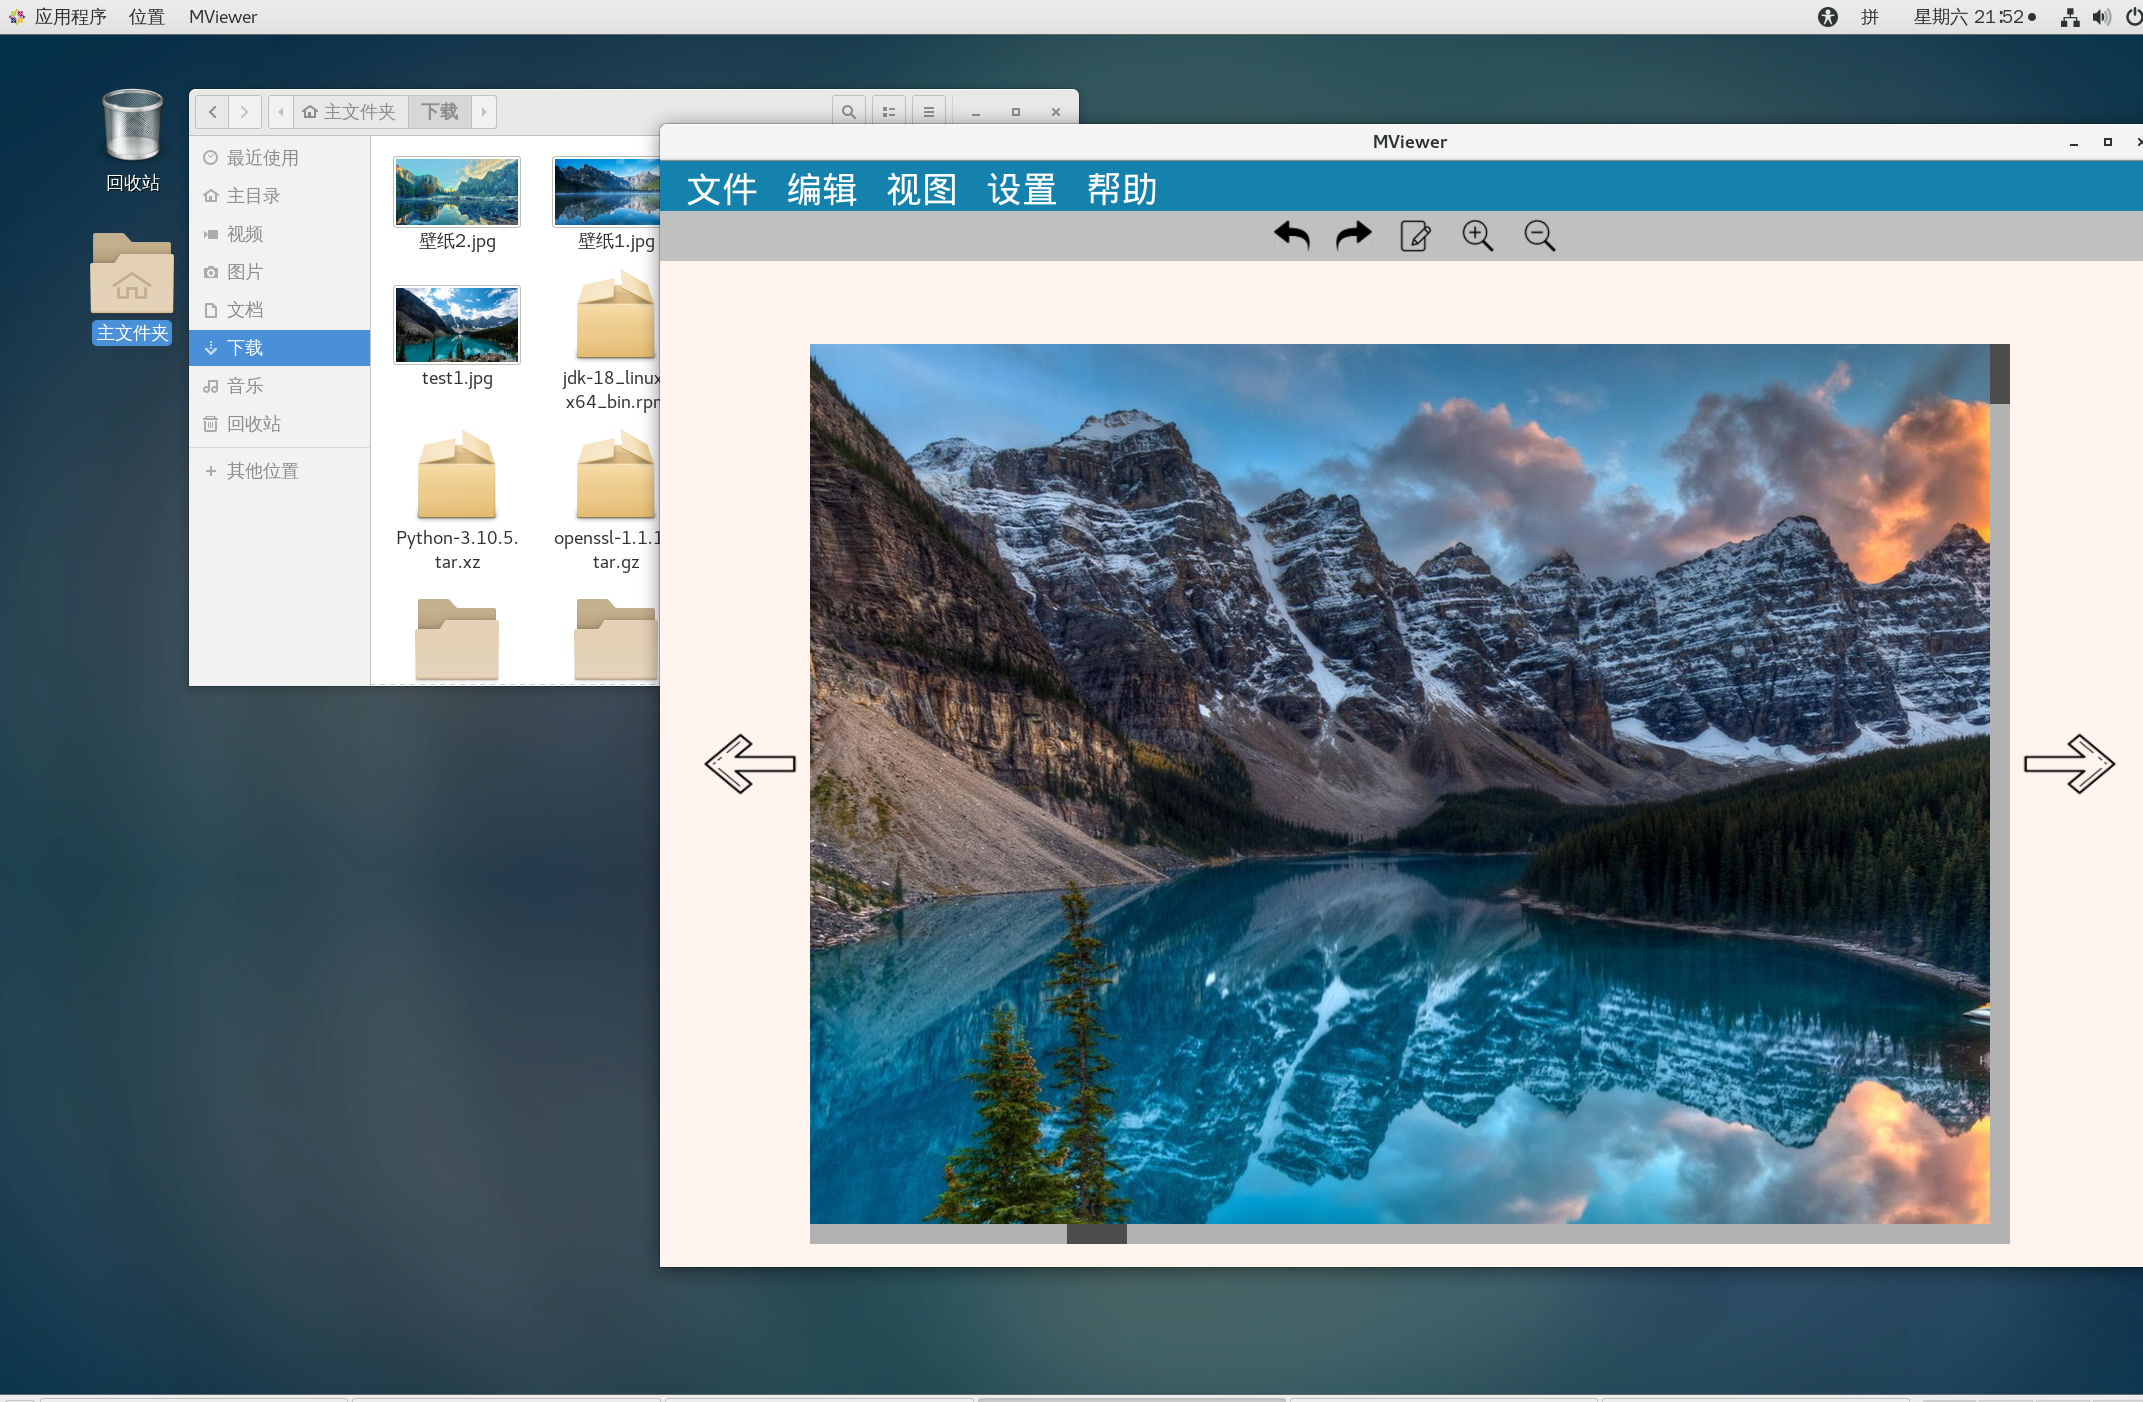 应用程序 位置 MViewer 拼 星期六 21:52
回收站
主文件夹
主文件夹 下载
最近使用
主目录
视频
图片
文档
下载
音乐
回收站
其他位置
壁纸2.jpg 壁纸1.jpg
test1.jpg jdk-18_linux
x64_bin.rpm
Python-3.10.5. openssl-1.1.1
tar.xz tar.gz
MViewer
文件 编辑 视图 设置 帮助